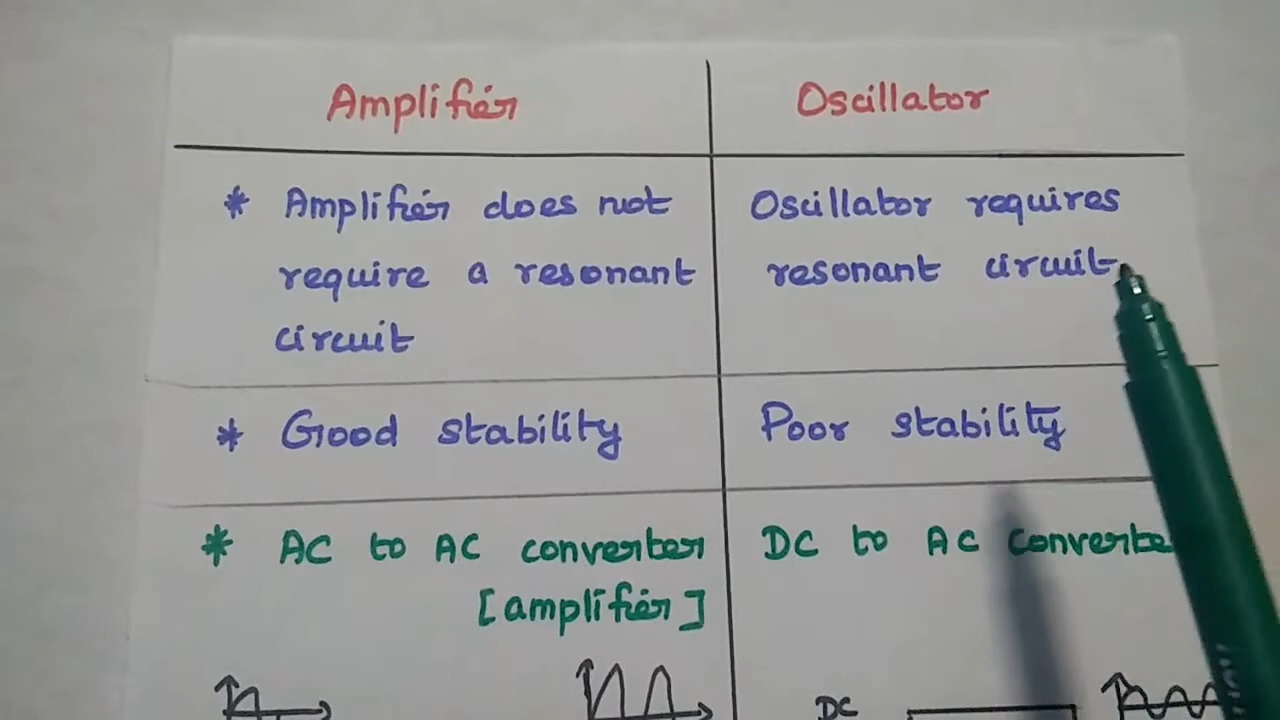 Amplifier
Oscillator
* Amplifier does not
require a resonant
circuit
Oscillator requires
resonant circuit
* Good stability
Poor stability
* AC to AC converter
[amplifier]
DC to AC converte
DC